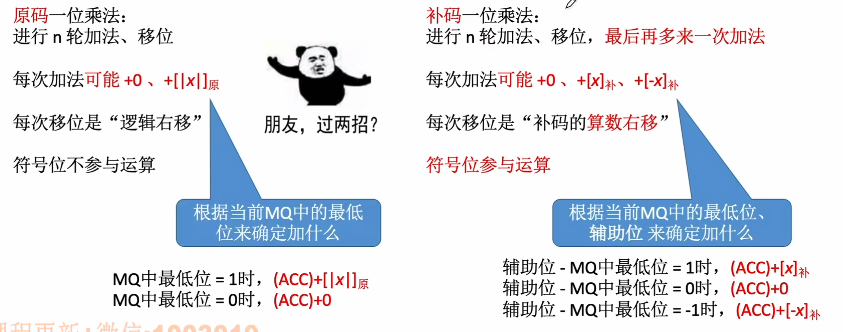 原码一位乘法：
进行 n 轮加法、移位
每次加法可能 +0 、+[|x|]原
每次移位是“逻辑右移”
符号位不参与运算
朋友，过两招？
根据当前MQ中的最低
位来确定加什么
MQ中最低位 = 1时，(ACC)+[|x|]原
MQ中最低位 = 0时，(ACC)+0
补码一位乘法：
进行 n 轮加法、移位，最后再多来一次加法
每次加法可能 +0 、+[x]补、+[-x]补
每次移位是“补码的算数右移”
符号位参与运算
根据当前MQ中的最低位、
辅助位 来确定加什么
辅助位 - MQ中最低位 = 1时，(ACC)+[x]补
辅助位 - MQ中最低位 = 0时，(ACC)+0
辅助位 - MQ中最低位 = -1时，(ACC)+[-x]补